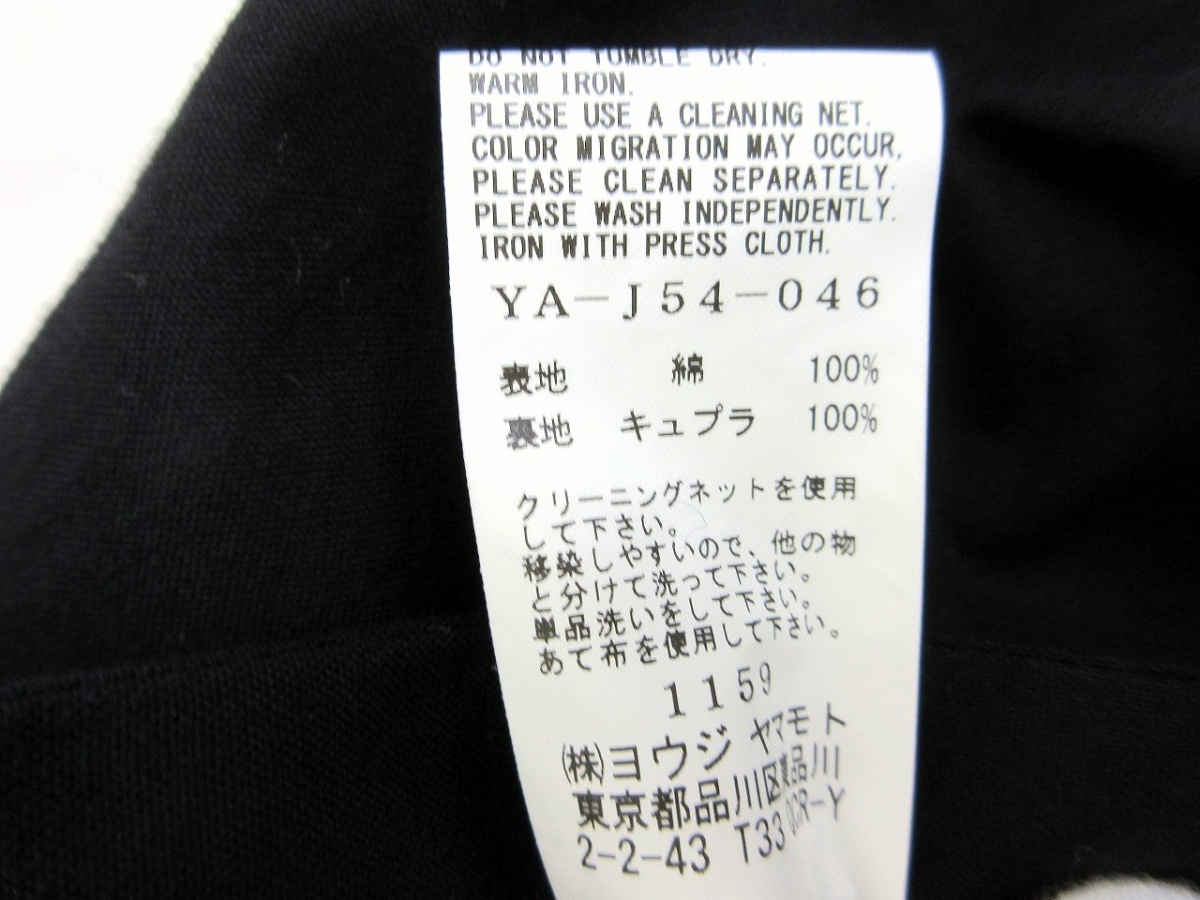 DO NOT TUMBLE DRY.
WARM IRON.
PLEASE USE A CLEANING NET.
COLOR MIGRATION MAY OCCUR.
PLEASE CLEAN SEPARATELY.
PLEASE WASH INDEPENDENTLY.
IRON WITH PRESS CLOTH.
YA-J54-046
表地 綿 100%
裏地 キュプラ 100%
クリーニングネットを使用
して下さい。
移染しやすいので、他の物
と分けて洗って下さい。
単品洗いをして下さい。
あて布を使用して下さい。
1159
(株)ヨウジ ヤマモト
東京都品川区東品川
2-2-43 T33